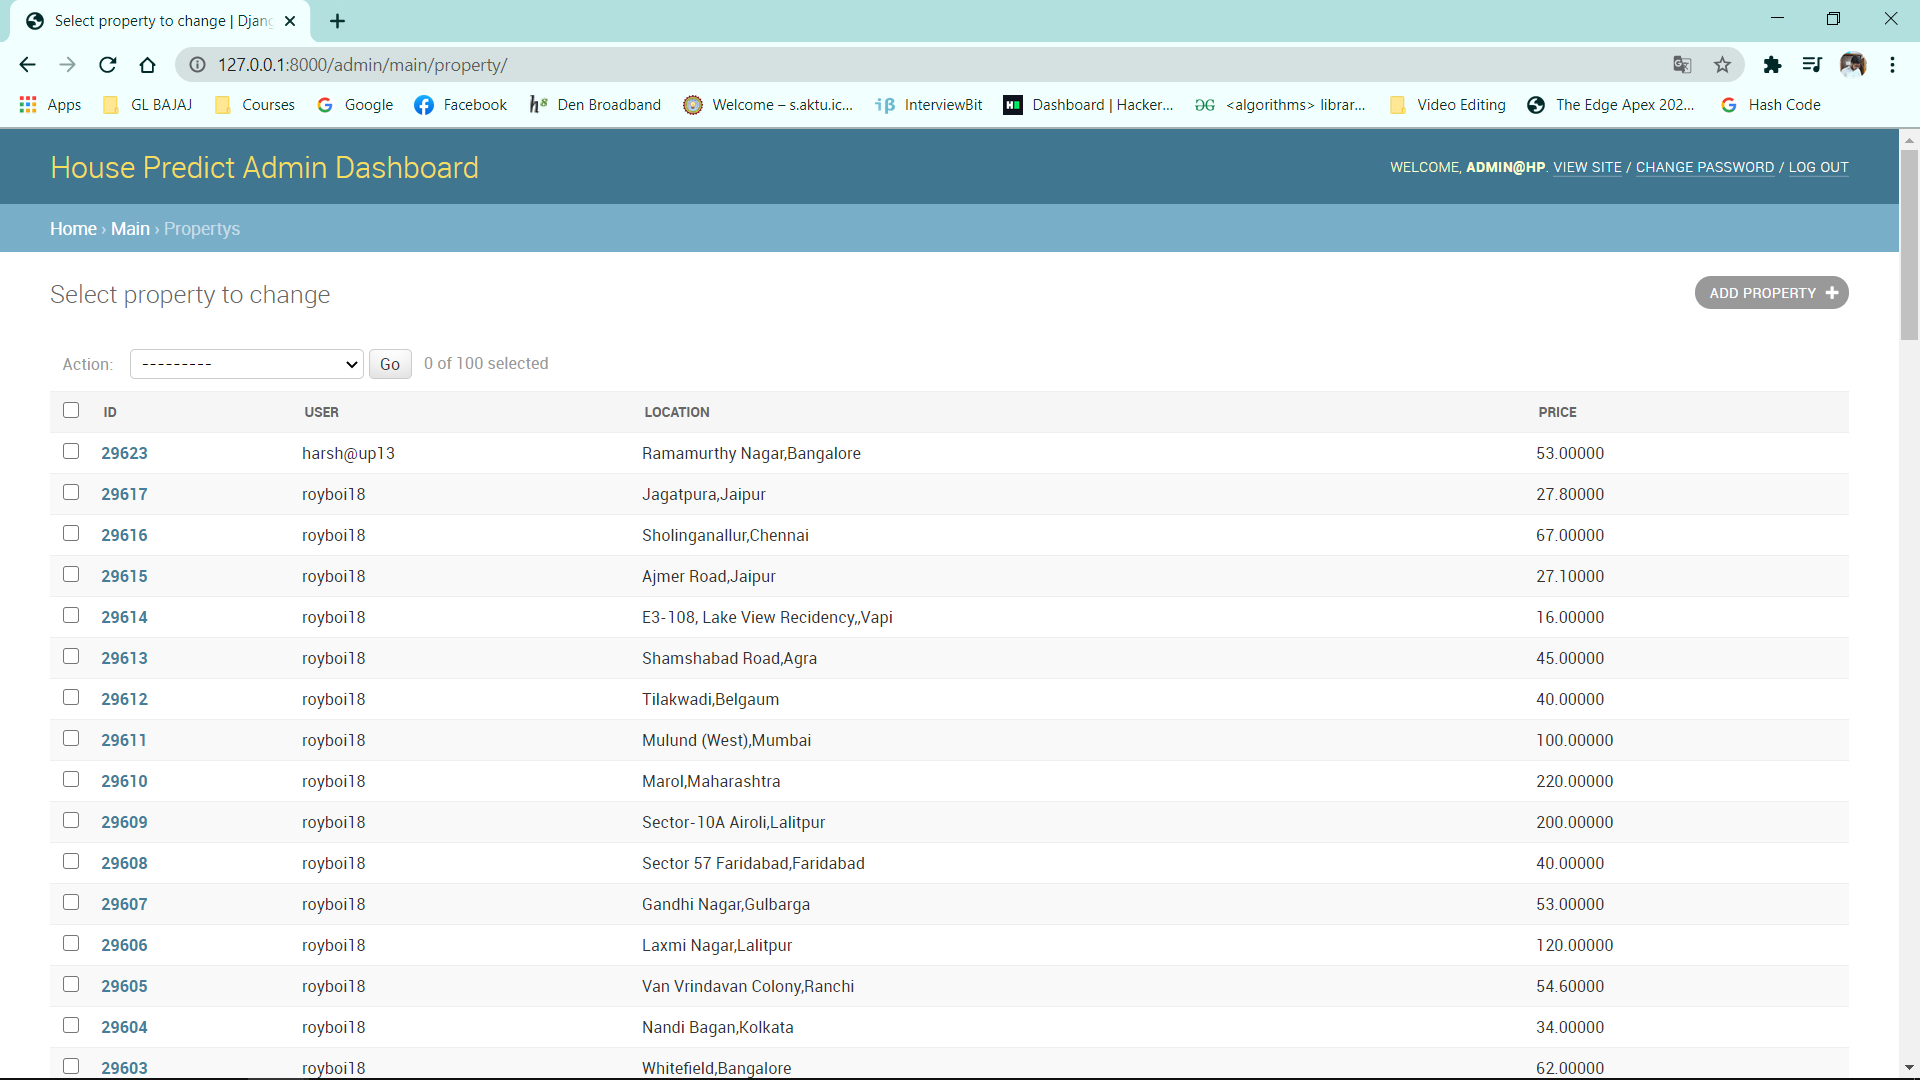 Select property to change | Djang
127.0.0.1:8000/admin/main/property/
Apps GL BAJAJ Courses Google Facebook Den Broadband Welcome – s.aktu.ic... InterviewBit Dashboard | Hacker... <algorithms> librar... Video Editing The Edge Apex 202... Hash Code
House Predict Admin Dashboard
WELCOME, ADMIN@HP. VIEW SITE / CHANGE PASSWORD / LOG OUT
Home › Main › Propertys
Select property to change
ADD PROPERTY +
Action: --------- Go 0 of 100 selected
ID USER LOCATION PRICE
29623 harsh@up13 Ramamurthy Nagar,Bangalore 53.00000
29617 royboi18 Jagatpura,Jaipur 27.80000
29616 royboi18 Sholinganallur,Chennai 67.00000
29615 royboi18 Ajmer Road,Jaipur 27.10000
29614 royboi18 E3-108, Lake View Recidency,,Vapi 16.00000
29613 royboi18 Shamshabad Road,Agra 45.00000
29612 royboi18 Tilakwadi,Belgaum 40.00000
29611 royboi18 Mulund (West),Mumbai 100.00000
29610 royboi18 Marol,Maharashtra 220.00000
29609 royboi18 Sector-10A Airoli,Lalitpur 200.00000
29608 royboi18 Sector 57 Faridabad,Faridabad 40.00000
29607 royboi18 Gandhi Nagar,Gulbarga 53.00000
29606 royboi18 Laxmi Nagar,Lalitpur 120.00000
29605 royboi18 Van Vrindavan Colony,Ranchi 54.60000
29604 royboi18 Nandi Bagan,Kolkata 34.00000
29603 royboi18 Whitefield,Bangalore 62.00000